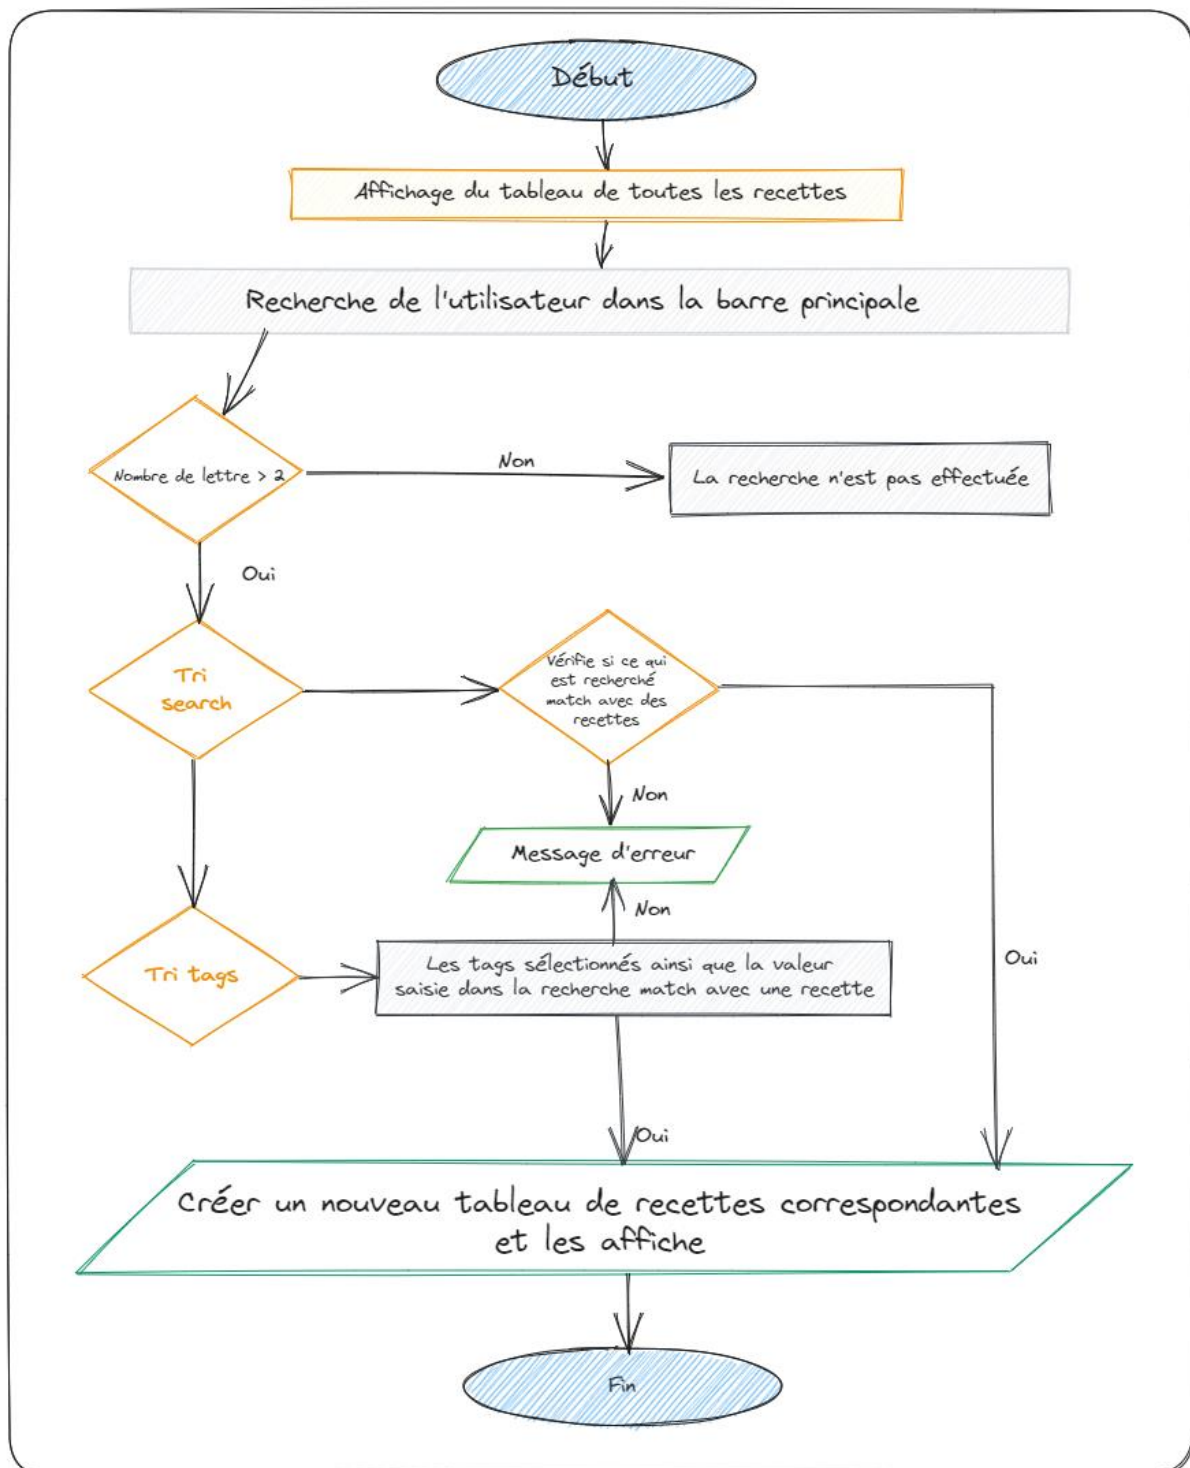 Début
Affichage du tableau de toutes les recettes
Recherche de l'utilisateur dans la barre principale
Nombre de lettre > 2
Non
La recherche n'est pas effectuée
Oui
Tri
search
Vérifie si ce qui
est recherché
match avec des
recettes
Non
Message d'erreur
Non
Tri tags
Les tags sélectionnés ainsi que la valeur
saisie dans la recherche match avec une recette
Oui
Oui
Créer un nouveau tableau de recettes correspondantes
et les affiche
Fin